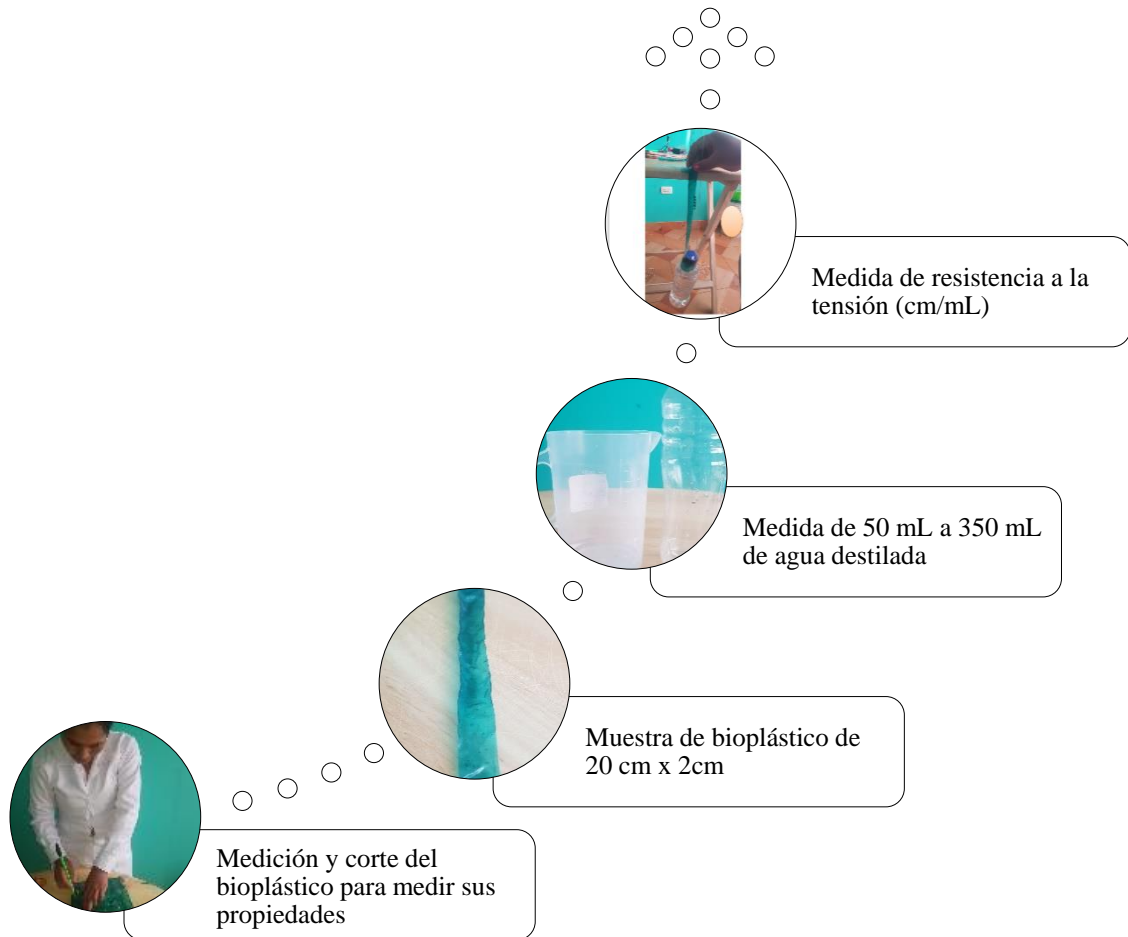 Medida de resistencia a la
tensión (cm/mL)
Medida de 50 mL a 350 mL
de agua destilada
Muestra de bioplástico de
20 cm x 2cm
Medición y corte del
bioplástico para medir sus
propiedades